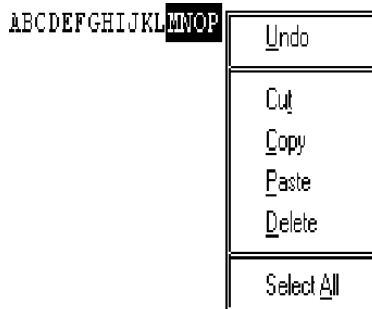 ABCDEFGHIJKLMNOP
Undo
Cut
Copy
Paste
Delete
Select All